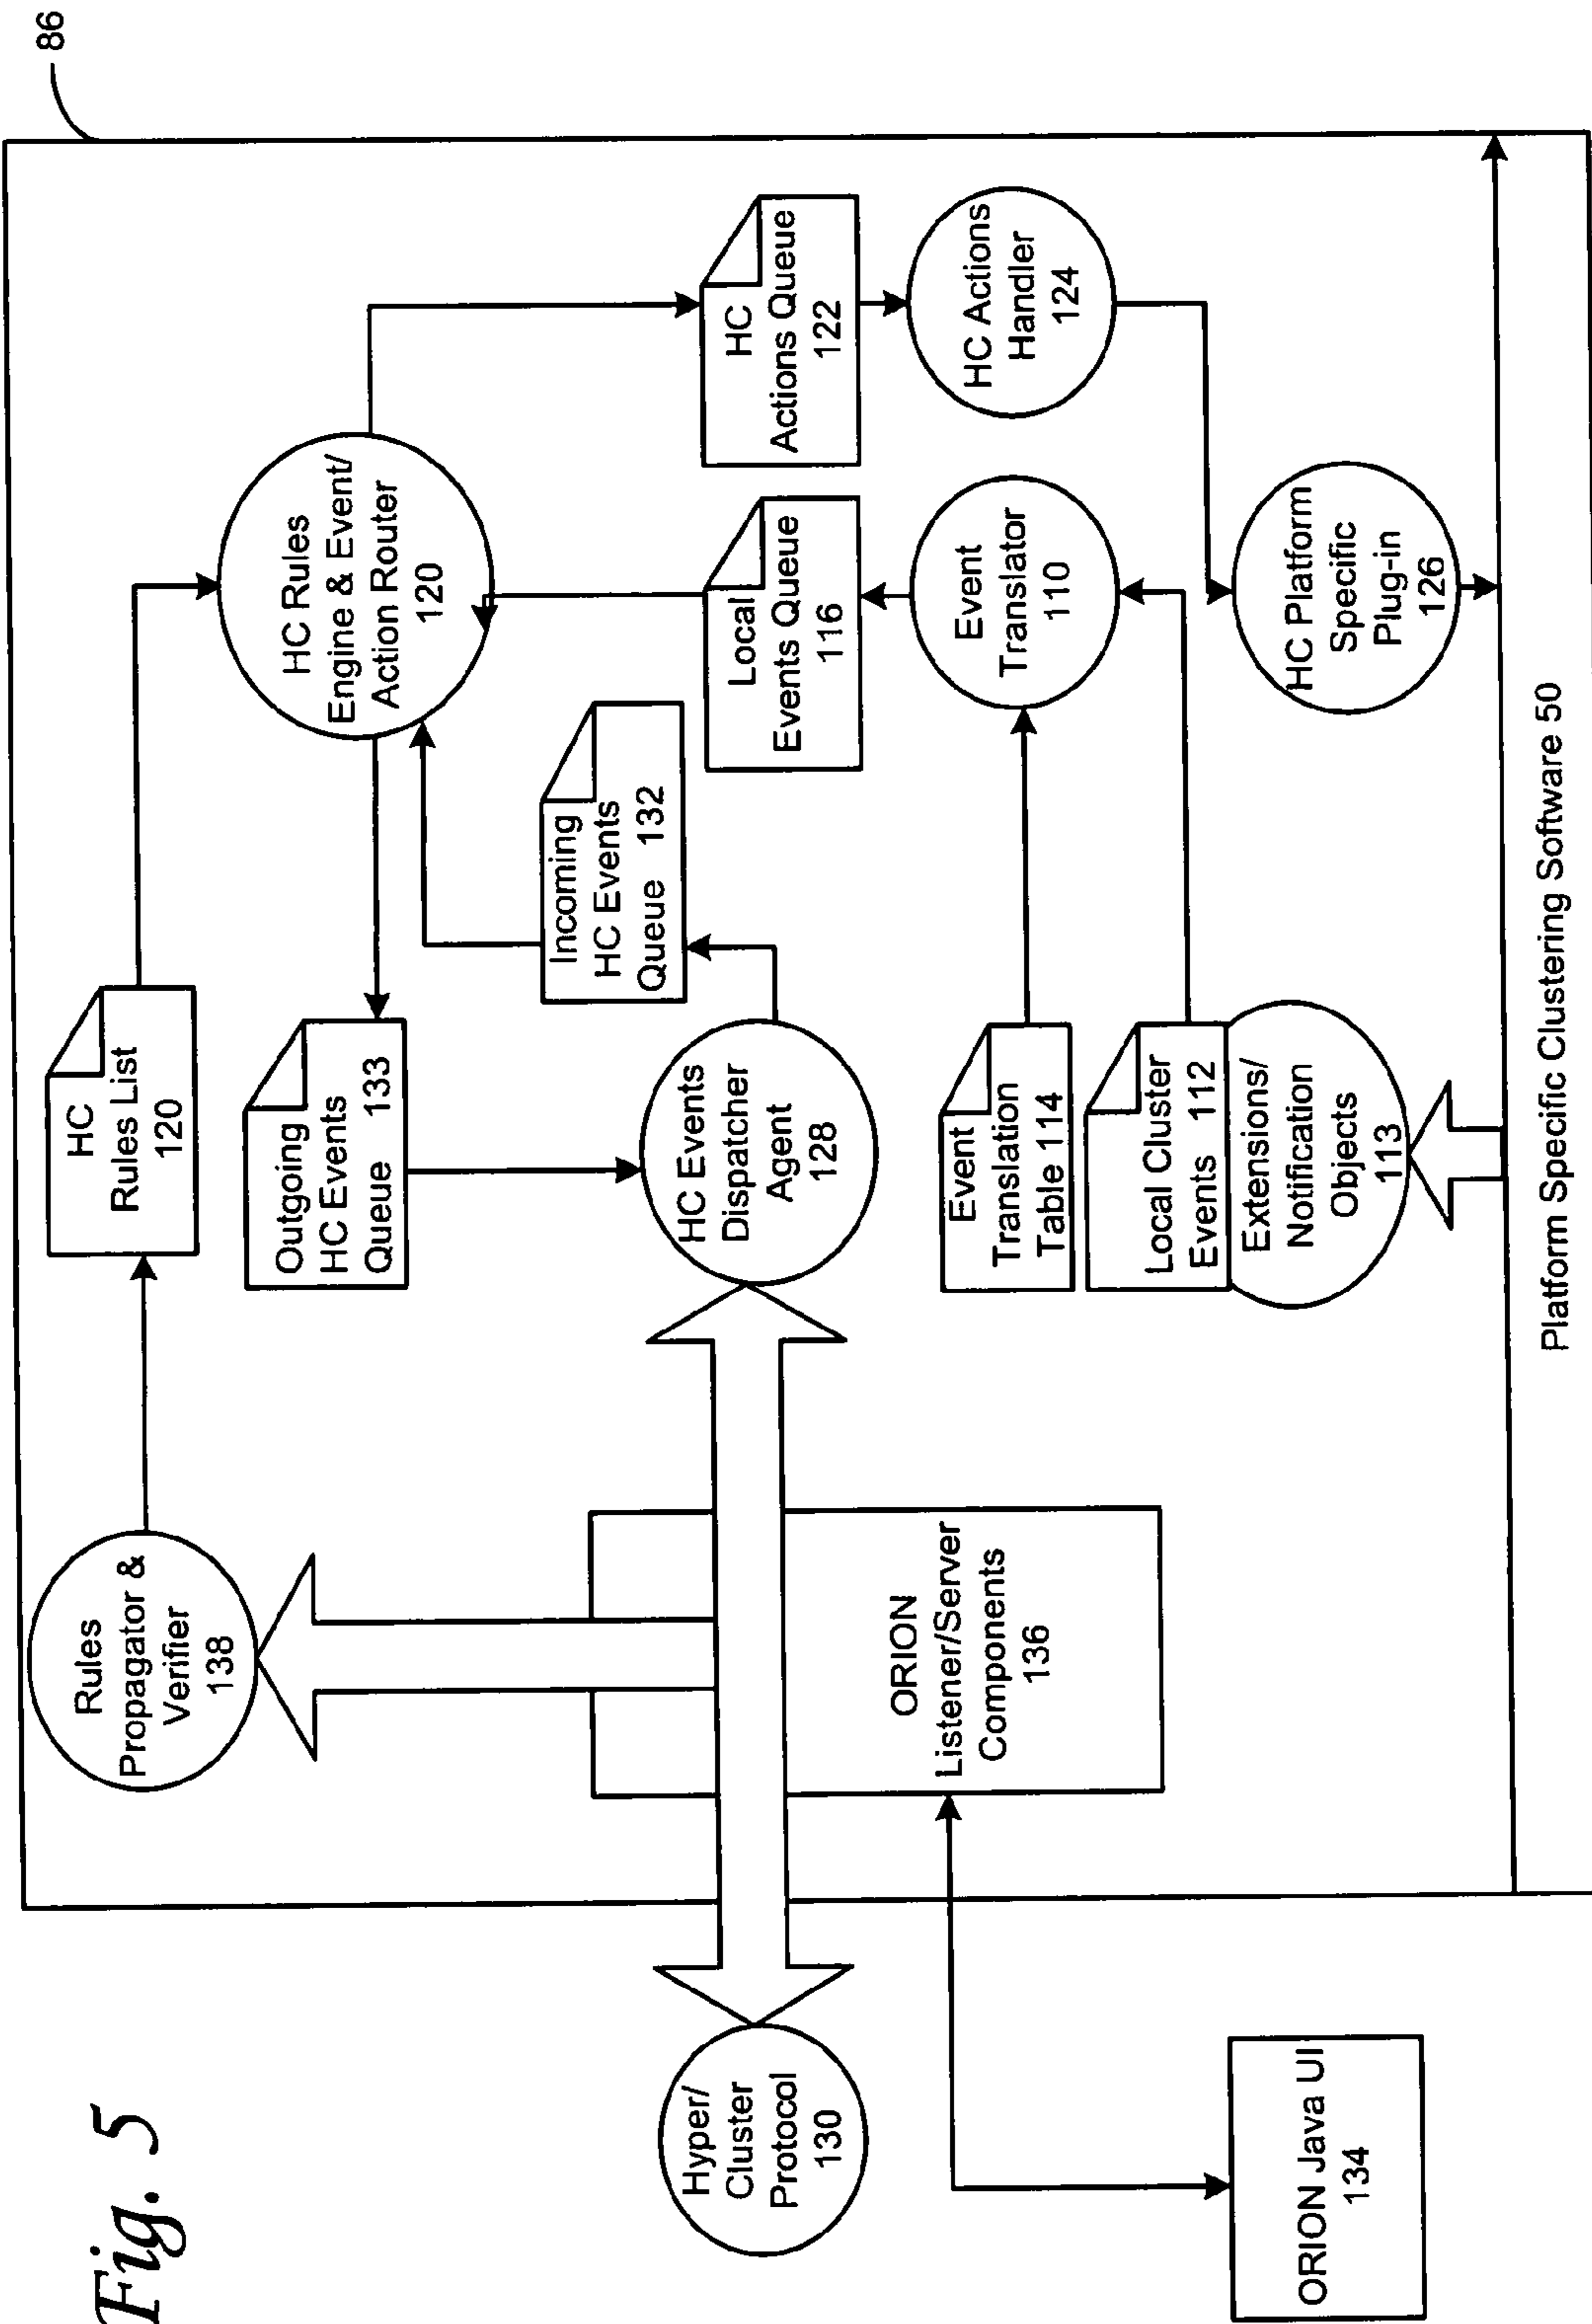 Fig. 5
86
Rules
Propagator &
Verifier
138
HC
Rules List
120
HC Rules
Engine & Event/
Action Router
120
Outgoing
HC Events
Queue 133
Incoming
HC Events
Queue 132
Hyper/
Cluster
Protocol
130
HC Events
Dispatcher
Agent
128
Local
Events Queue
116
HC
Actions Queue
122
ORION
Listener/Server
Components
136
Event
Translation
Table 114
Event
Translator
110
HC Actions
Handler
124
Local Cluster
Events 112
Extensions/
Notification
Objects
113
HC Platform
Specific
Plug-in
126
ORION Java UI
134
Platform Specific Clustering Software 50